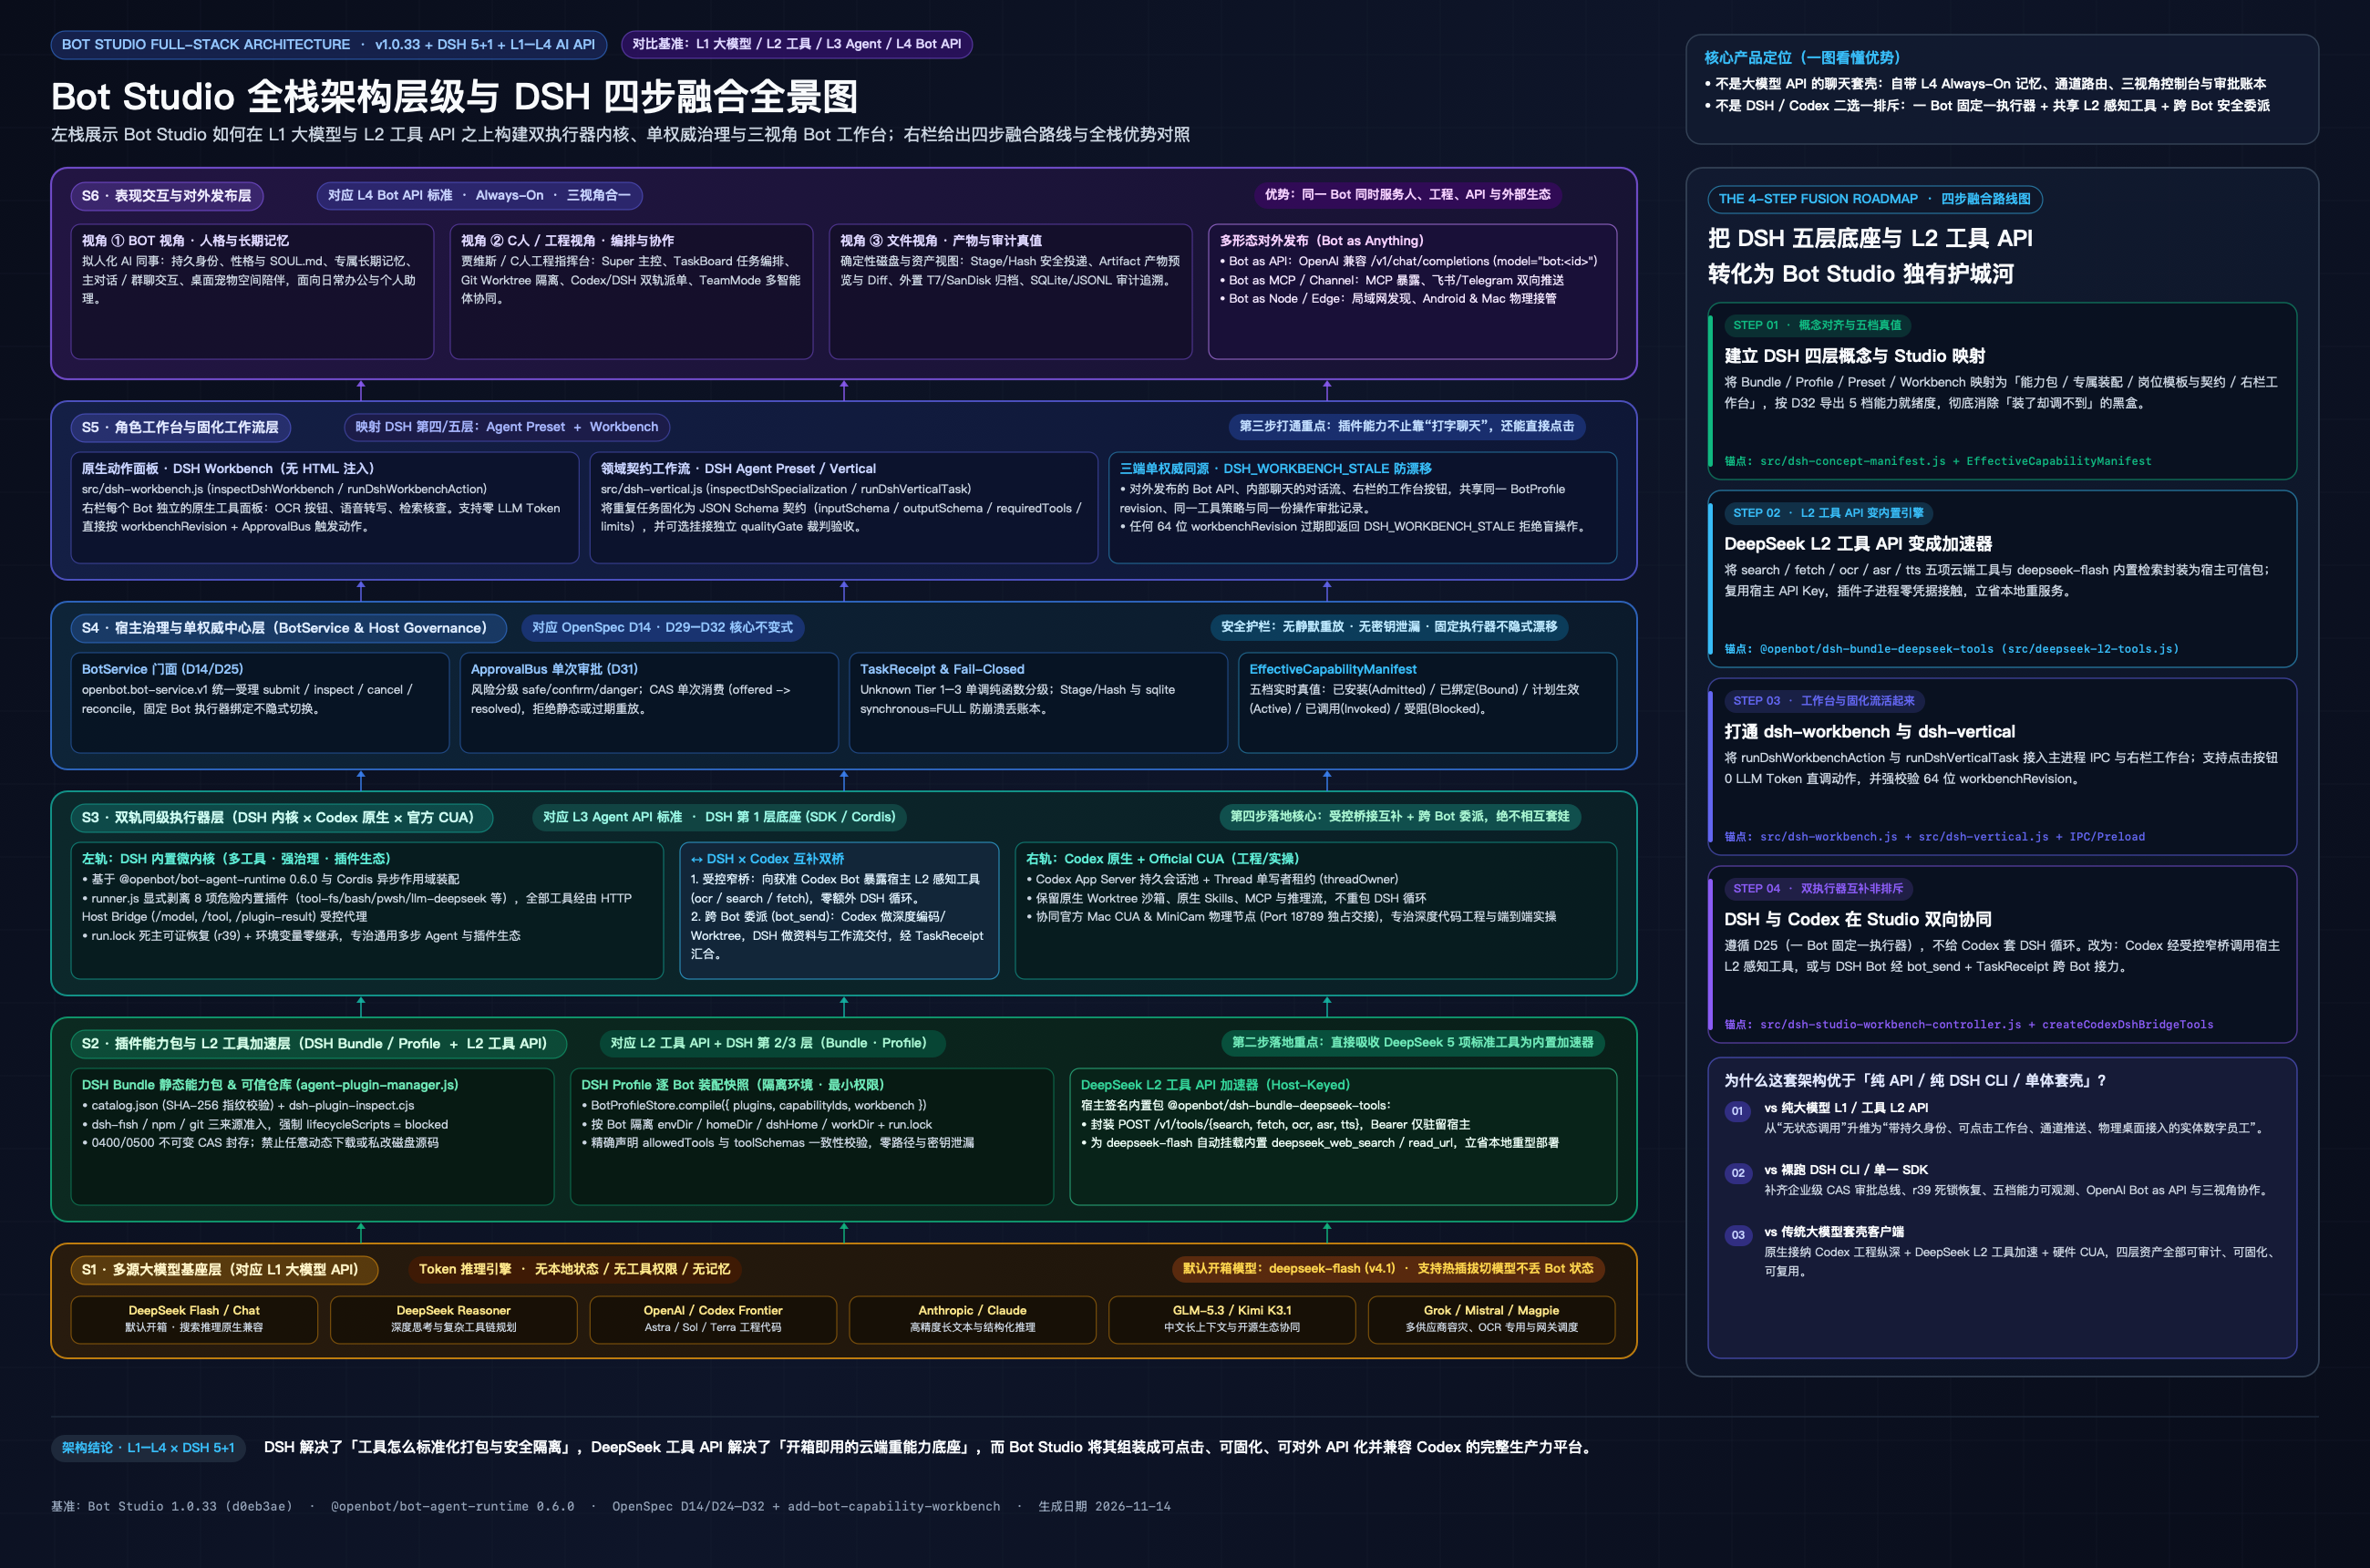 BOT STUDIO FULL-STACK ARCHITECTURE · v1.0.33 + DSH 5+1 + L1—L4 AI API
对比基准：L1 大模型 / L2 工具 / L3 Agent / L4 Bot API
Bot Studio 全栈架构层级与 DSH 四步融合全景图
左栈展示 Bot Studio 如何在 L1 大模型与 L2 工具 API 之上构建双执行器内核、单权威治理与三视角 Bot 工作台；右栏给出四步融合路线与全栈优势对照
核心产品定位（一图看懂优势）
• 不是大模型 API 的聊天套壳：自带 L4 Always-On 记忆、通道路由、三视角控制台与审批账本
• 不是 DSH / Codex 二选一排斥：一 Bot 固定一执行器 + 共享 L2 感知工具 + 跨 Bot 安全委派
S6 · 表现交互与对外发布层
对应 L4 Bot API 标准 · Always-On · 三视角合一
优势：同一 Bot 同时服务人、工程、API 与外部生态
视角 ① BOT 视角 · 人格与长期记忆
拟人化 AI 同事：持久身份、性格与 SOUL.md、专属长期记忆、
主对话 / 群聊交互、桌面宠物空间陪伴，面向日常办公与个人助
理。
视角 ② C人 / 工程视角 · 编排与协作
贾维斯 / C人工程指挥台：Super 主控、TaskBoard 任务编排、
Git Worktree 隔离、Codex/DSH 双轨派单、TeamMode 多智能
体协同。
视角 ③ 文件视角 · 产物与审计真值
确定性磁盘与资产视图：Stage/Hash 安全投递、Artifact 产物预
览与 Diff、外置 T7/SanDisk 归档、SQLite/JSONL 审计追溯。
多形态对外发布（Bot as Anything）
• Bot as API：OpenAI 兼容 /v1/chat/completions (model="bot:<id>")
• Bot as MCP / Channel：MCP 暴露、飞书/Telegram 双向推送
• Bot as Node / Edge：局域网发现、Android & Mac 物理接管
S5 · 角色工作台与固化工作流层
映射 DSH 第四/五层：Agent Preset + Workbench
第三步打通重点：插件能力不止靠“打字聊天”，还能直接点击
原生动作面板 · DSH Workbench（无 HTML 注入）
src/dsh-workbench.js (inspectDshWorkbench / runDshWorkbenchAction)
右栏每个 Bot 独立的原生工具面板：OCR 按钮、语音转写、检索核查。支持零 LLM Token
直接按 workbenchRevision + ApprovalBus 触发动作。
领域契约工作流 · DSH Agent Preset / Vertical
src/dsh-vertical.js (inspectDshSpecialization / runDshVerticalTask)
将重复任务固化为 JSON Schema 契约（inputSchema / outputSchema / requiredTools /
limits），并可选挂接独立 qualityGate 裁判验收。
三端单权威同源 · DSH_WORKBENCH_STALE 防漂移
• 对外发布的 Bot API、内部聊天的对话流、右栏的工作台按钮，共享同一 BotProfile
revision、同一工具策略与同一份操作审批记录。
• 任何 64 位 workbenchRevision 过期即返回 DSH_WORKBENCH_STALE 拒绝盲操作。
S4 · 宿主治理与单权威中心层（BotService & Host Governance）
对应 OpenSpec D14 · D29—D32 核心不变式
安全护栏：无静默重放 · 无密钥泄漏 · 固定执行器不隐式漂移
BotService 门面 (D14/D25)
openbot.bot-service.v1 统一受理 submit / inspect / cancel /
reconcile，固定 Bot 执行器绑定不隐式切换。
ApprovalBus 单次审批 (D31)
风险分级 safe/confirm/danger；CAS 单次消费 (offered ->
resolved)，拒绝静态或过期重放。
TaskReceipt & Fail-Closed
Unknown Tier 1—3 单调纯函数分级；Stage/Hash 与 sqlite
synchronous=FULL 防崩溃丢账本。
EffectiveCapabilityManifest
五档实时真值：已安装(Admitted) / 已绑定(Bound) / 计划生效
(Active) / 已调用(Invoked) / 受阻(Blocked)。
S3 · 双轨同级执行器层（DSH 内核 × Codex 原生 × 官方 CUA）
对应 L3 Agent API 标准 · DSH 第 1 层底座 (SDK / Cordis)
第四步落地核心：受控桥接互补 + 跨 Bot 委派，绝不相互套娃
左轨：DSH 内置微内核（多工具 · 强治理 · 插件生态）
• 基于 @openbot/bot-agent-runtime 0.6.0 与 Cordis 异步作用域装配
• runner.js 显式剥离 8 项危险内置插件（tool-fs/bash/pwsh/llm-deepseek 等），全部工具经由 HTTP
Host Bridge (/model, /tool, /plugin-result) 受控代理
• run.lock 死主可证恢复 (r39) + 环境变量零继承，专治通用多步 Agent 与插件生态
↔ DSH × Codex 互补双桥
1. 受控窄桥：向获准 Codex Bot 暴露宿主 L2 感知工具
(ocr / search / fetch)，零额外 DSH 循环。
2. 跨 Bot 委派 (bot_send)：Codex 做深度编码/
Worktree，DSH 做资料与工作流交付，经 TaskReceipt
汇合。
右轨：Codex 原生 + Official CUA（工程/实操）
• Codex App Server 持久会话池 + Thread 单写者租约 (threadOwner)
• 保留原生 Worktree 沙箱、原生 Skills、MCP 与推理流，不重包 DSH 循环
• 协同官方 Mac CUA & MiniCam 物理节点 (Port 18789 独占交接)，专治深度代码工程与端到端实操
S2 · 插件能力包与 L2 工具加速层（DSH Bundle / Profile + L2 工具 API）
对应 L2 工具 API + DSH 第 2/3 层（Bundle · Profile）
第二步落地重点：直接吸收 DeepSeek 5 项标准工具为内置加速器
DSH Bundle 静态能力包 & 可信仓库 (agent-plugin-manager.js)
• catalog.json (SHA-256 指纹校验) + dsh-plugin-inspect.cjs
• dsh-fish / npm / git 三来源准入，强制 lifecycleScripts = blocked
• 0400/0500 不可变 CAS 封存；禁止任意动态下载或私改磁盘源码
DSH Profile 逐 Bot 装配快照（隔离环境 · 最小权限）
• BotProfileStore.compile({ plugins, capabilityIds, workbench })
• 按 Bot 隔离 envDir / homeDir / dshHome / workDir + run.lock
• 精确声明 allowedTools 与 toolSchemas 一致性校验，零路径与密钥泄漏
DeepSeek L2 工具 API 加速器（Host-Keyed）
宿主签名内置包 @openbot/dsh-bundle-deepseek-tools：
• 封装 POST /v1/tools/{search, fetch, ocr, asr, tts}，Bearer 仅驻留宿主
• 为 deepseek-flash 自动挂载内置 deepseek_web_search / read_url，立省本地重型部署
S1 · 多源大模型基座层（对应 L1 大模型 API）
Token 推理引擎 · 无本地状态 / 无工具权限 / 无记忆
默认开箱模型：deepseek-flash (v4.1) · 支持热插拔切模型不丢 Bot 状态
DeepSeek Flash / Chat
默认开箱 · 搜索推理原生兼容
DeepSeek Reasoner
深度思考与复杂工具链规划
OpenAI / Codex Frontier
Astra / Sol / Terra 工程代码
Anthropic / Claude
高精度长文本与结构化推理
GLM-5.3 / Kimi K3.1
中文长上下文与开源生态协同
Grok / Mistral / Magpie
多供应商容灾、OCR 专用与网关调度
THE 4-STEP FUSION ROADMAP · 四步融合路线图
把 DSH 五层底座与 L2 工具 API
转化为 Bot Studio 独有护城河
STEP 01 · 概念对齐与五档真值
建立 DSH 四层概念与 Studio 映射
将 Bundle / Profile / Preset / Workbench 映射为「能力包 / 专属装配 / 岗位模板与契约 / 右栏工
作台」，按 D32 导出 5 档能力就绪度，彻底消除「装了却调不到」的黑盒。
锚点: src/dsh-concept-manifest.js + EffectiveCapabilityManifest
STEP 02 · L2 工具 API 变内置引擎
DeepSeek L2 工具 API 变成加速器
将 search / fetch / ocr / asr / tts 五项云端工具与 deepseek-flash 内置检索封装为宿主可信包；
复用宿主 API Key，插件子进程零凭据接触，立省本地重服务。
锚点: @openbot/dsh-bundle-deepseek-tools (src/deepseek-l2-tools.js)
STEP 03 · 工作台与固化流活起来
打通 dsh-workbench 与 dsh-vertical
将 runDshWorkbenchAction 与 runDshVerticalTask 接入主进程 IPC 与右栏工作台；支持点击按钮
0 LLM Token 直调动作，并强校验 64 位 workbenchRevision。
锚点: src/dsh-workbench.js + src/dsh-vertical.js + IPC/Preload
STEP 04 · 双执行器互补非排斥
DSH 与 Codex 在 Studio 双向协同
遵循 D25（一 Bot 固定一执行器），不给 Codex 套 DSH 循环。改为：Codex 经受控窄桥调用宿主
L2 感知工具，或与 DSH Bot 经 bot_send + TaskReceipt 跨 Bot 接力。
锚点: src/dsh-studio-workbench-controller.js + createCodexDshBridgeTools
为什么这套架构优于「纯 API / 纯 DSH CLI / 单体套壳」？
01
vs 纯大模型 L1 / 工具 L2 API
从“无状态调用”升维为“带持久身份、可点击工作台、通道推送、物理桌面接入的实体数字员工”。
02
vs 裸跑 DSH CLI / 单一 SDK
补齐企业级 CAS 审批总线、r39 死锁恢复、五档能力可观测、OpenAI Bot as API 与三视角协作。
03
vs 传统大模型套壳客户端
原生接纳 Codex 工程纵深 + DeepSeek L2 工具加速 + 硬件 CUA，四层资产全部可审计、可固化、
可复用。
架构结论 · L1—L4 × DSH 5+1
DSH 解决了「工具怎么标准化打包与安全隔离」，DeepSeek 工具 API 解决了「开箱即用的云端重能力底座」，而 Bot Studio 将其组装成可点击、可固化、可对外 API 化并兼容 Codex 的完整生产力平台。
基准：Bot Studio 1.0.33 (d0eb3ae) · @openbot/bot-agent-runtime 0.6.0 · OpenSpec D14/D24—D32 + add-bot-capability-workbench · 生成日期 2026-11-14